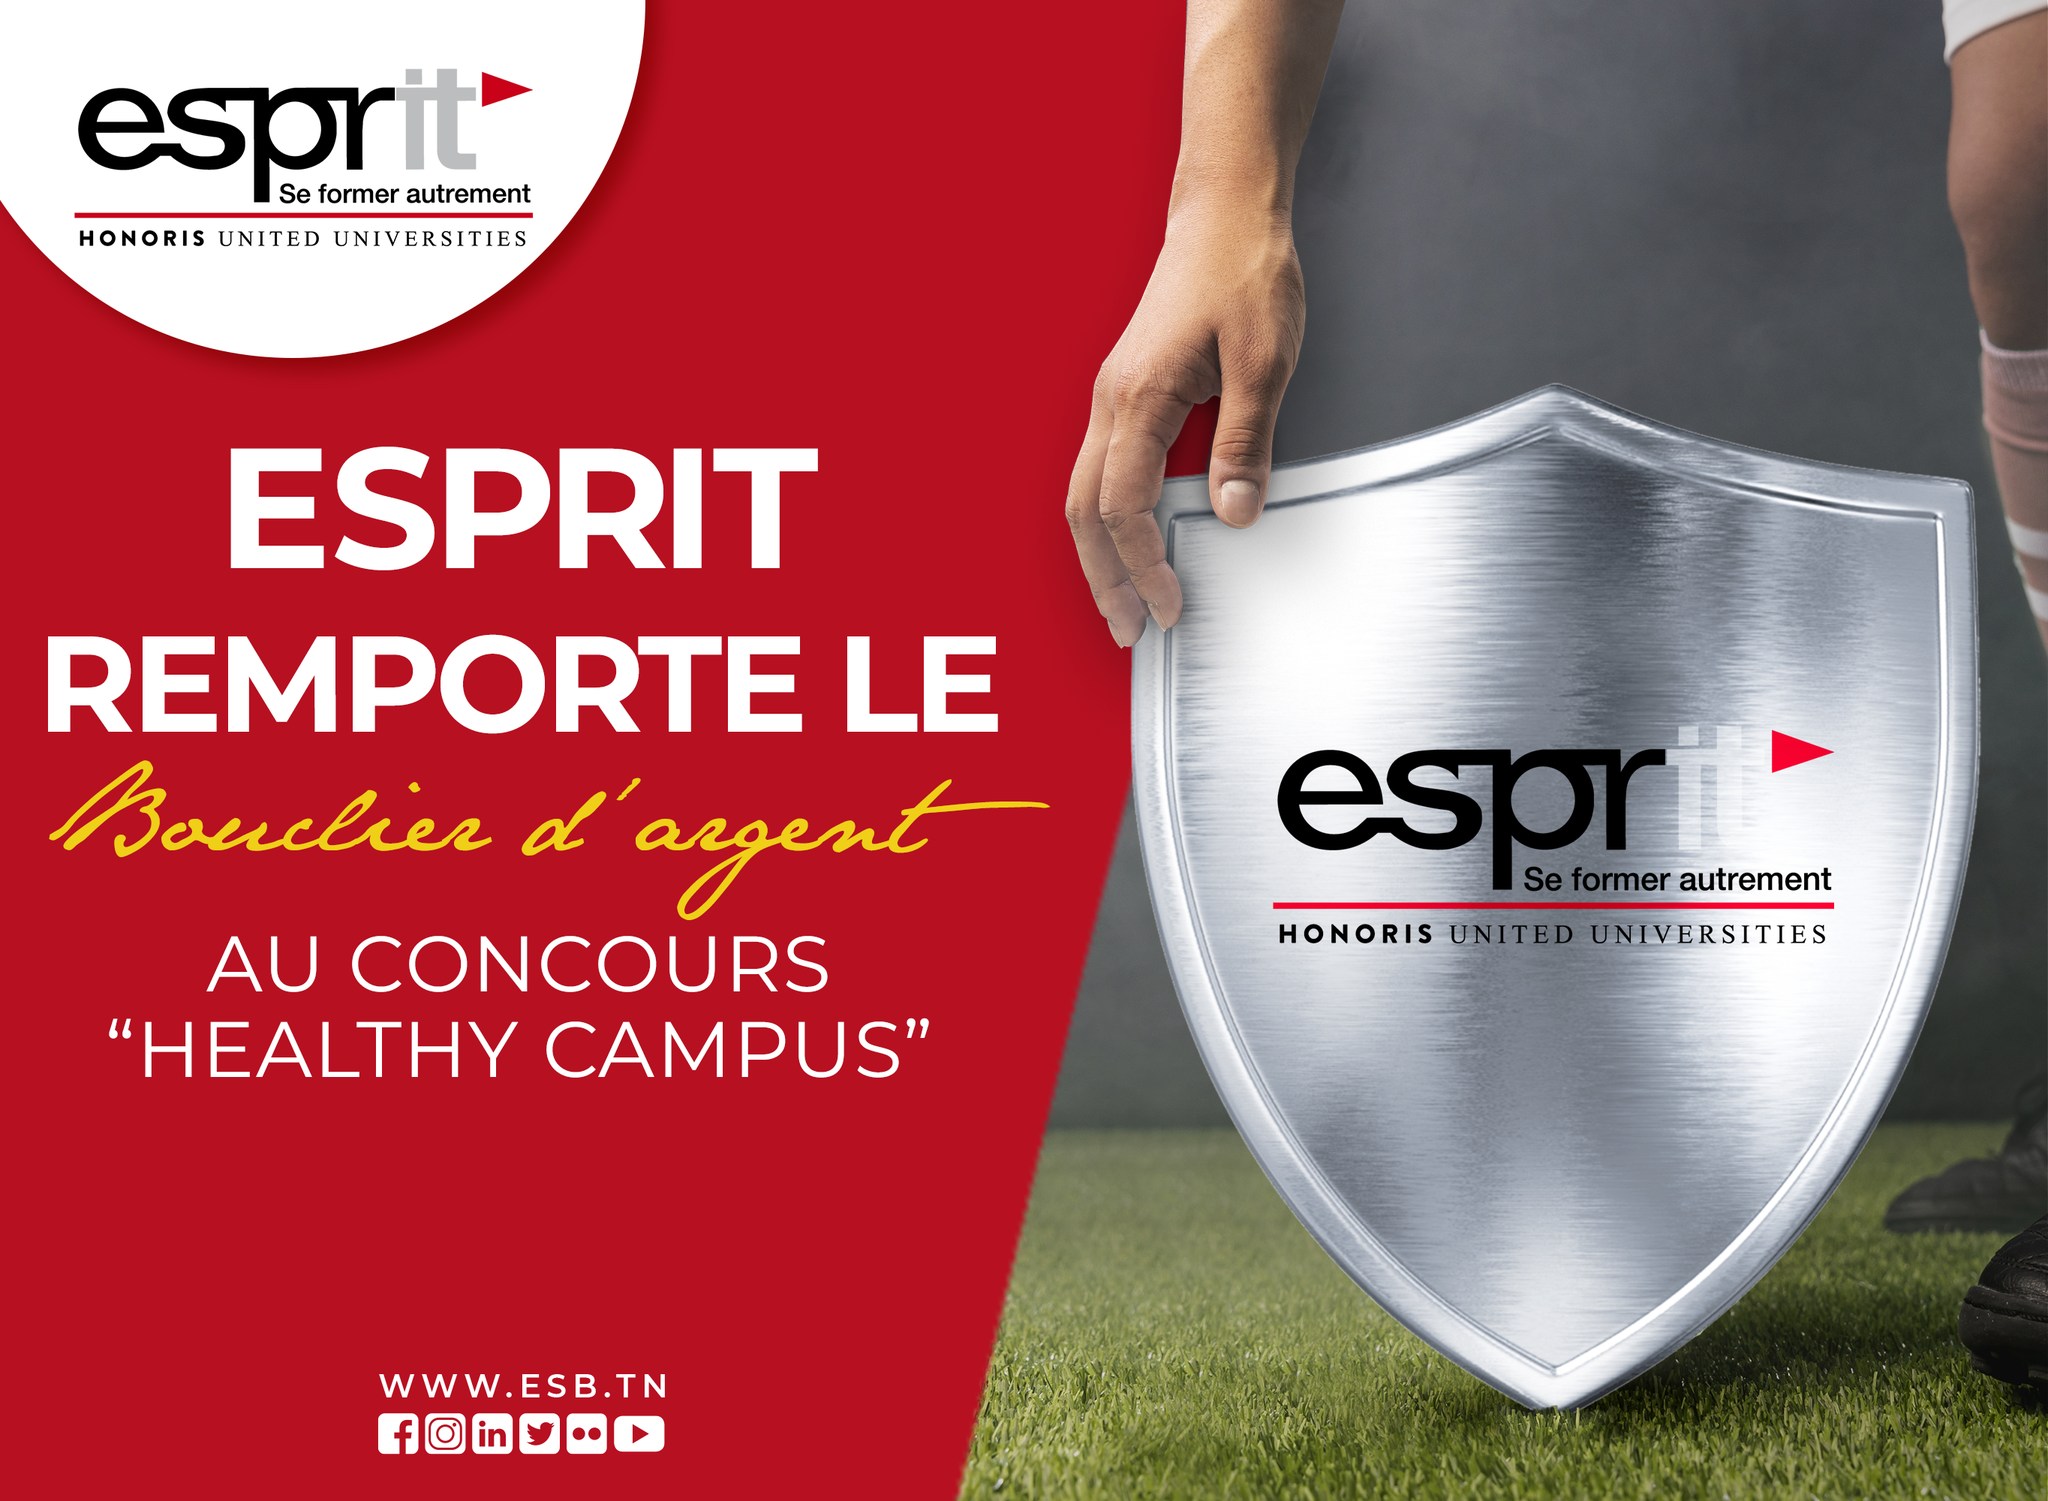 esprit
Se former autrement
HONORIS UNITED UNIVERSITIES
ESPRIT
REMPORTE LE
Bouclier d'argent
AU CONCOURS
“HEALTHY CAMPUS”
WWW.ESB.TN
esprit
Se former autrement
HONORIS UNITED UNIVERSITIES